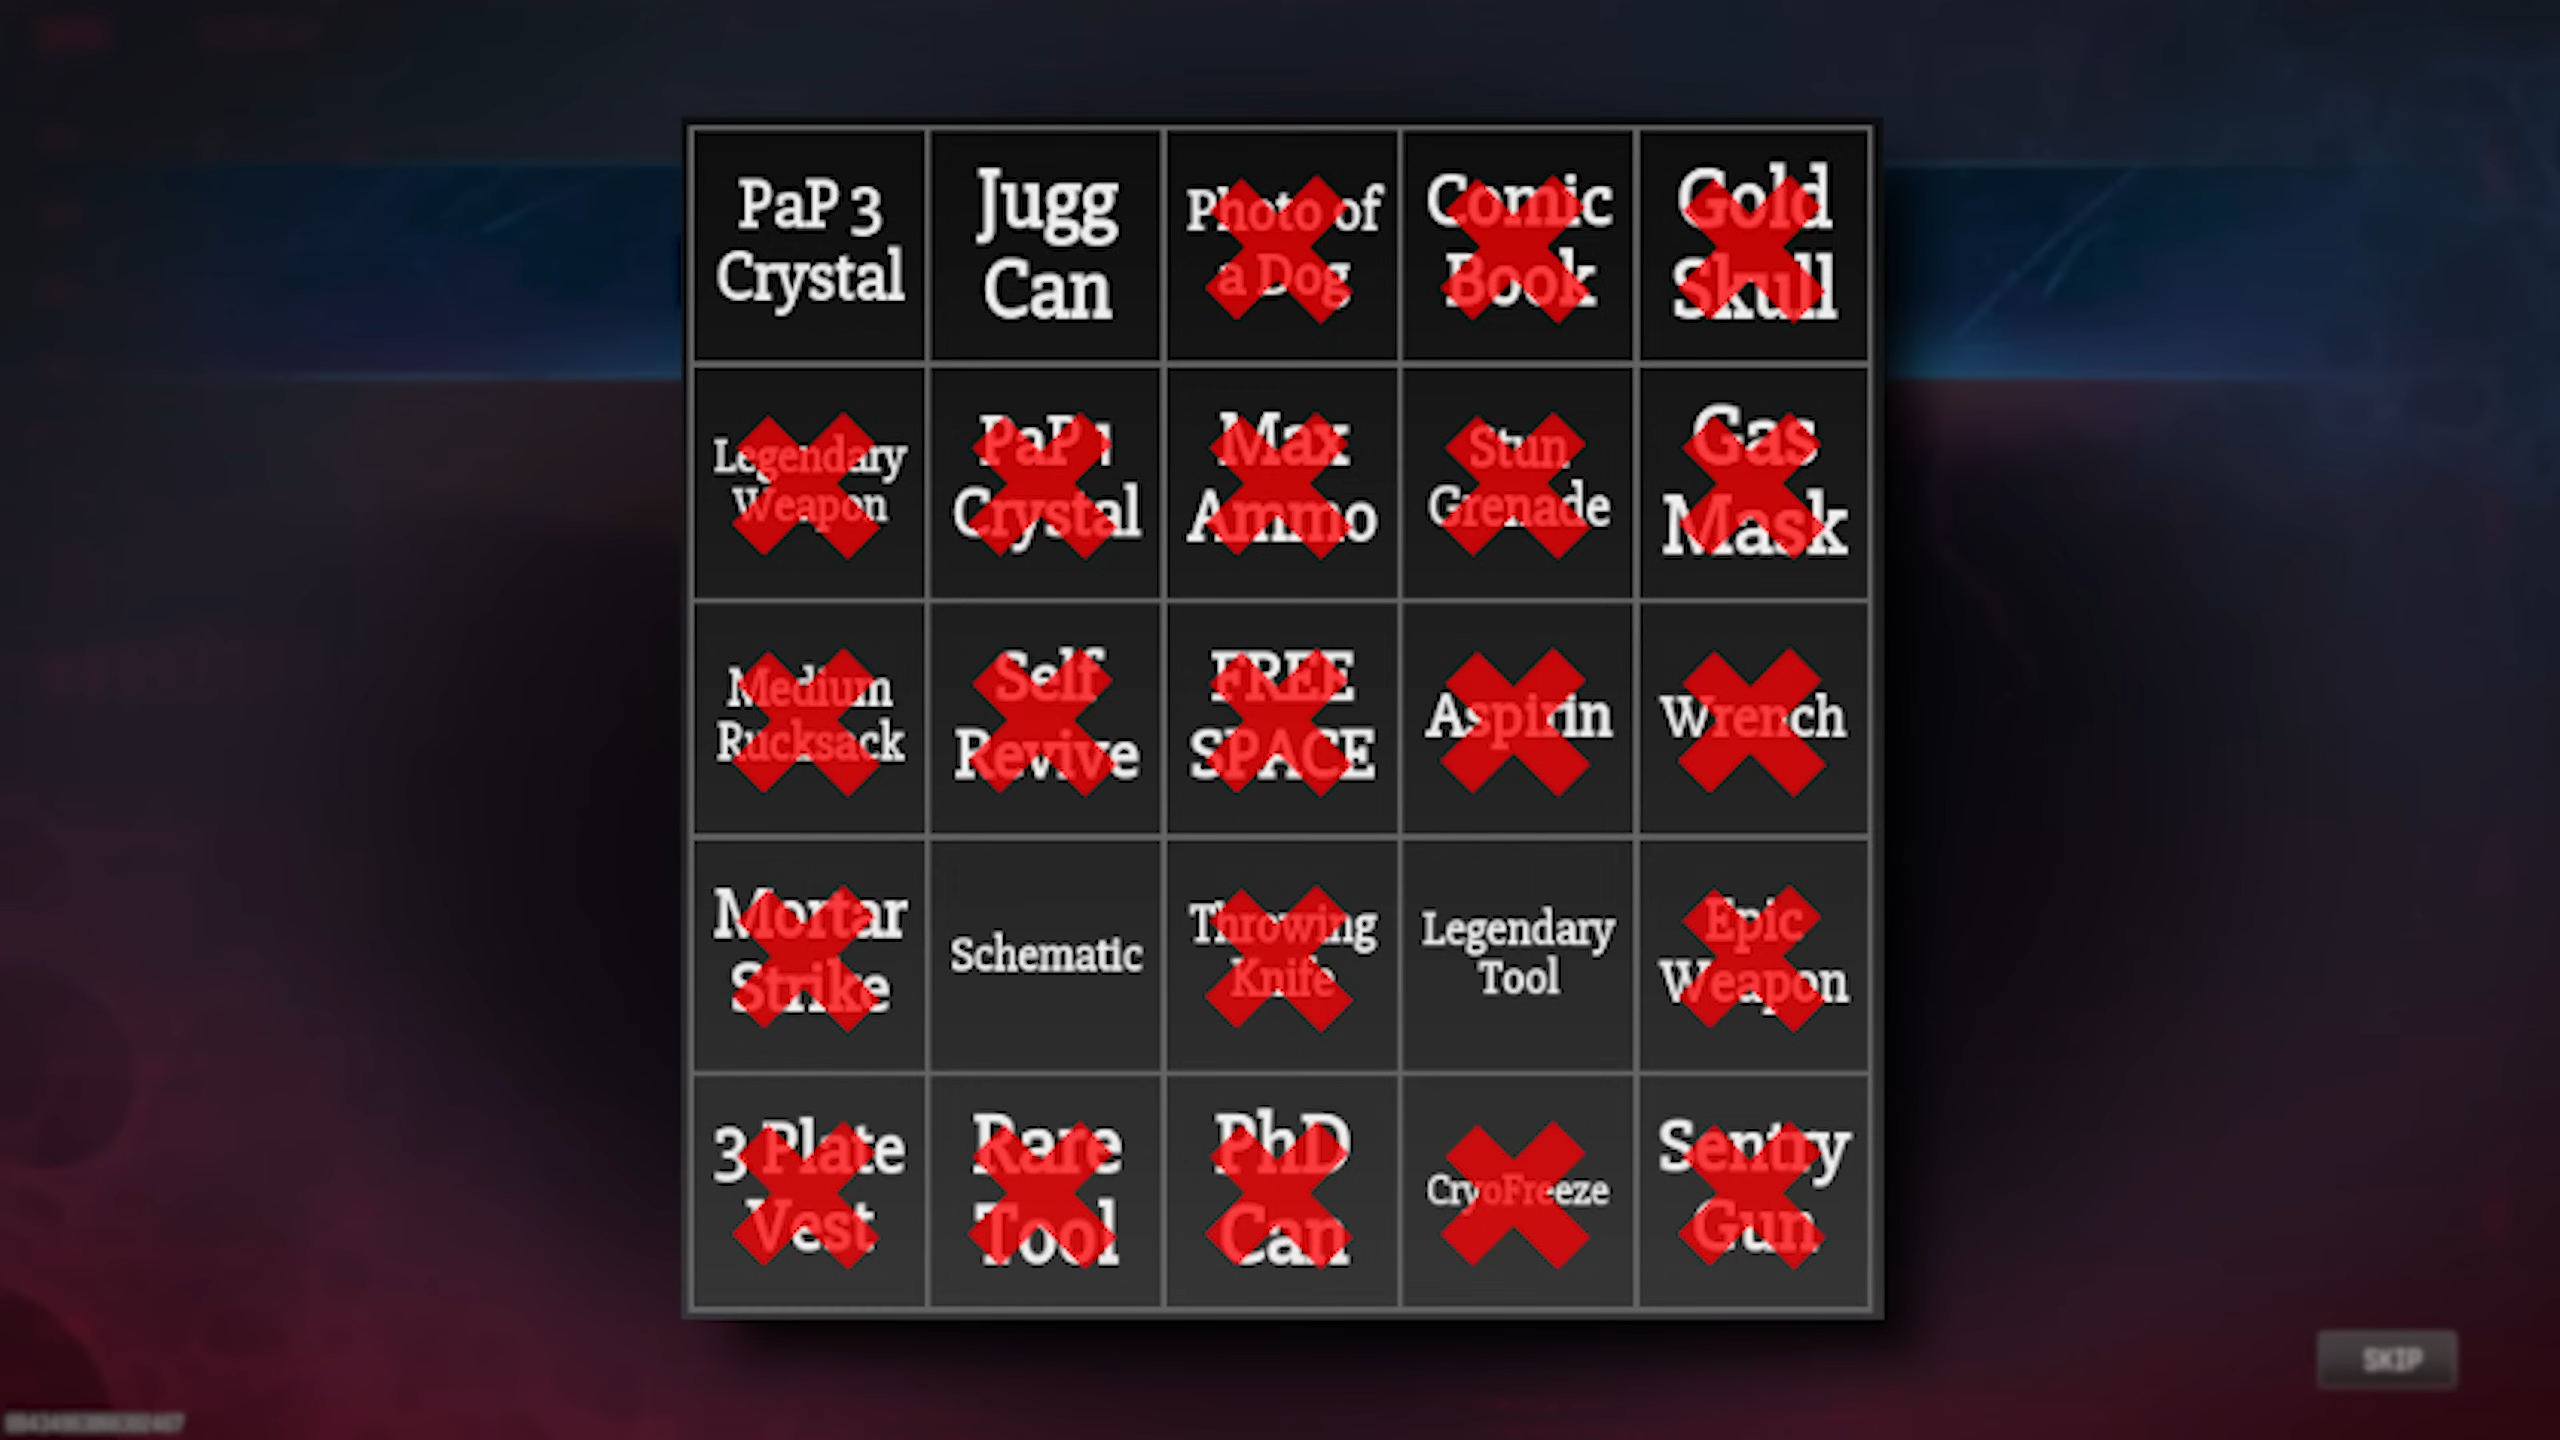 PaP 3
Crystal
Jugg
Can
Photo of
a Dog
Comic
Book
Gold
Skull
Legendary
Weapon
PaP
Crystal
Max
Ammo
Stun
Grenade
Gas
Mask
Medium
Rucksack
Self
Revive
FREE
SPACE
Aspirin
Wrench
Mortar
Strike
Schematic
Throwing
Knife
Legendary
Tool
Epic
Weapon
3 Plate
Vest
Rare
Tool
PhD
Can
CryoFreeze
Sentry
Gun
SKIP